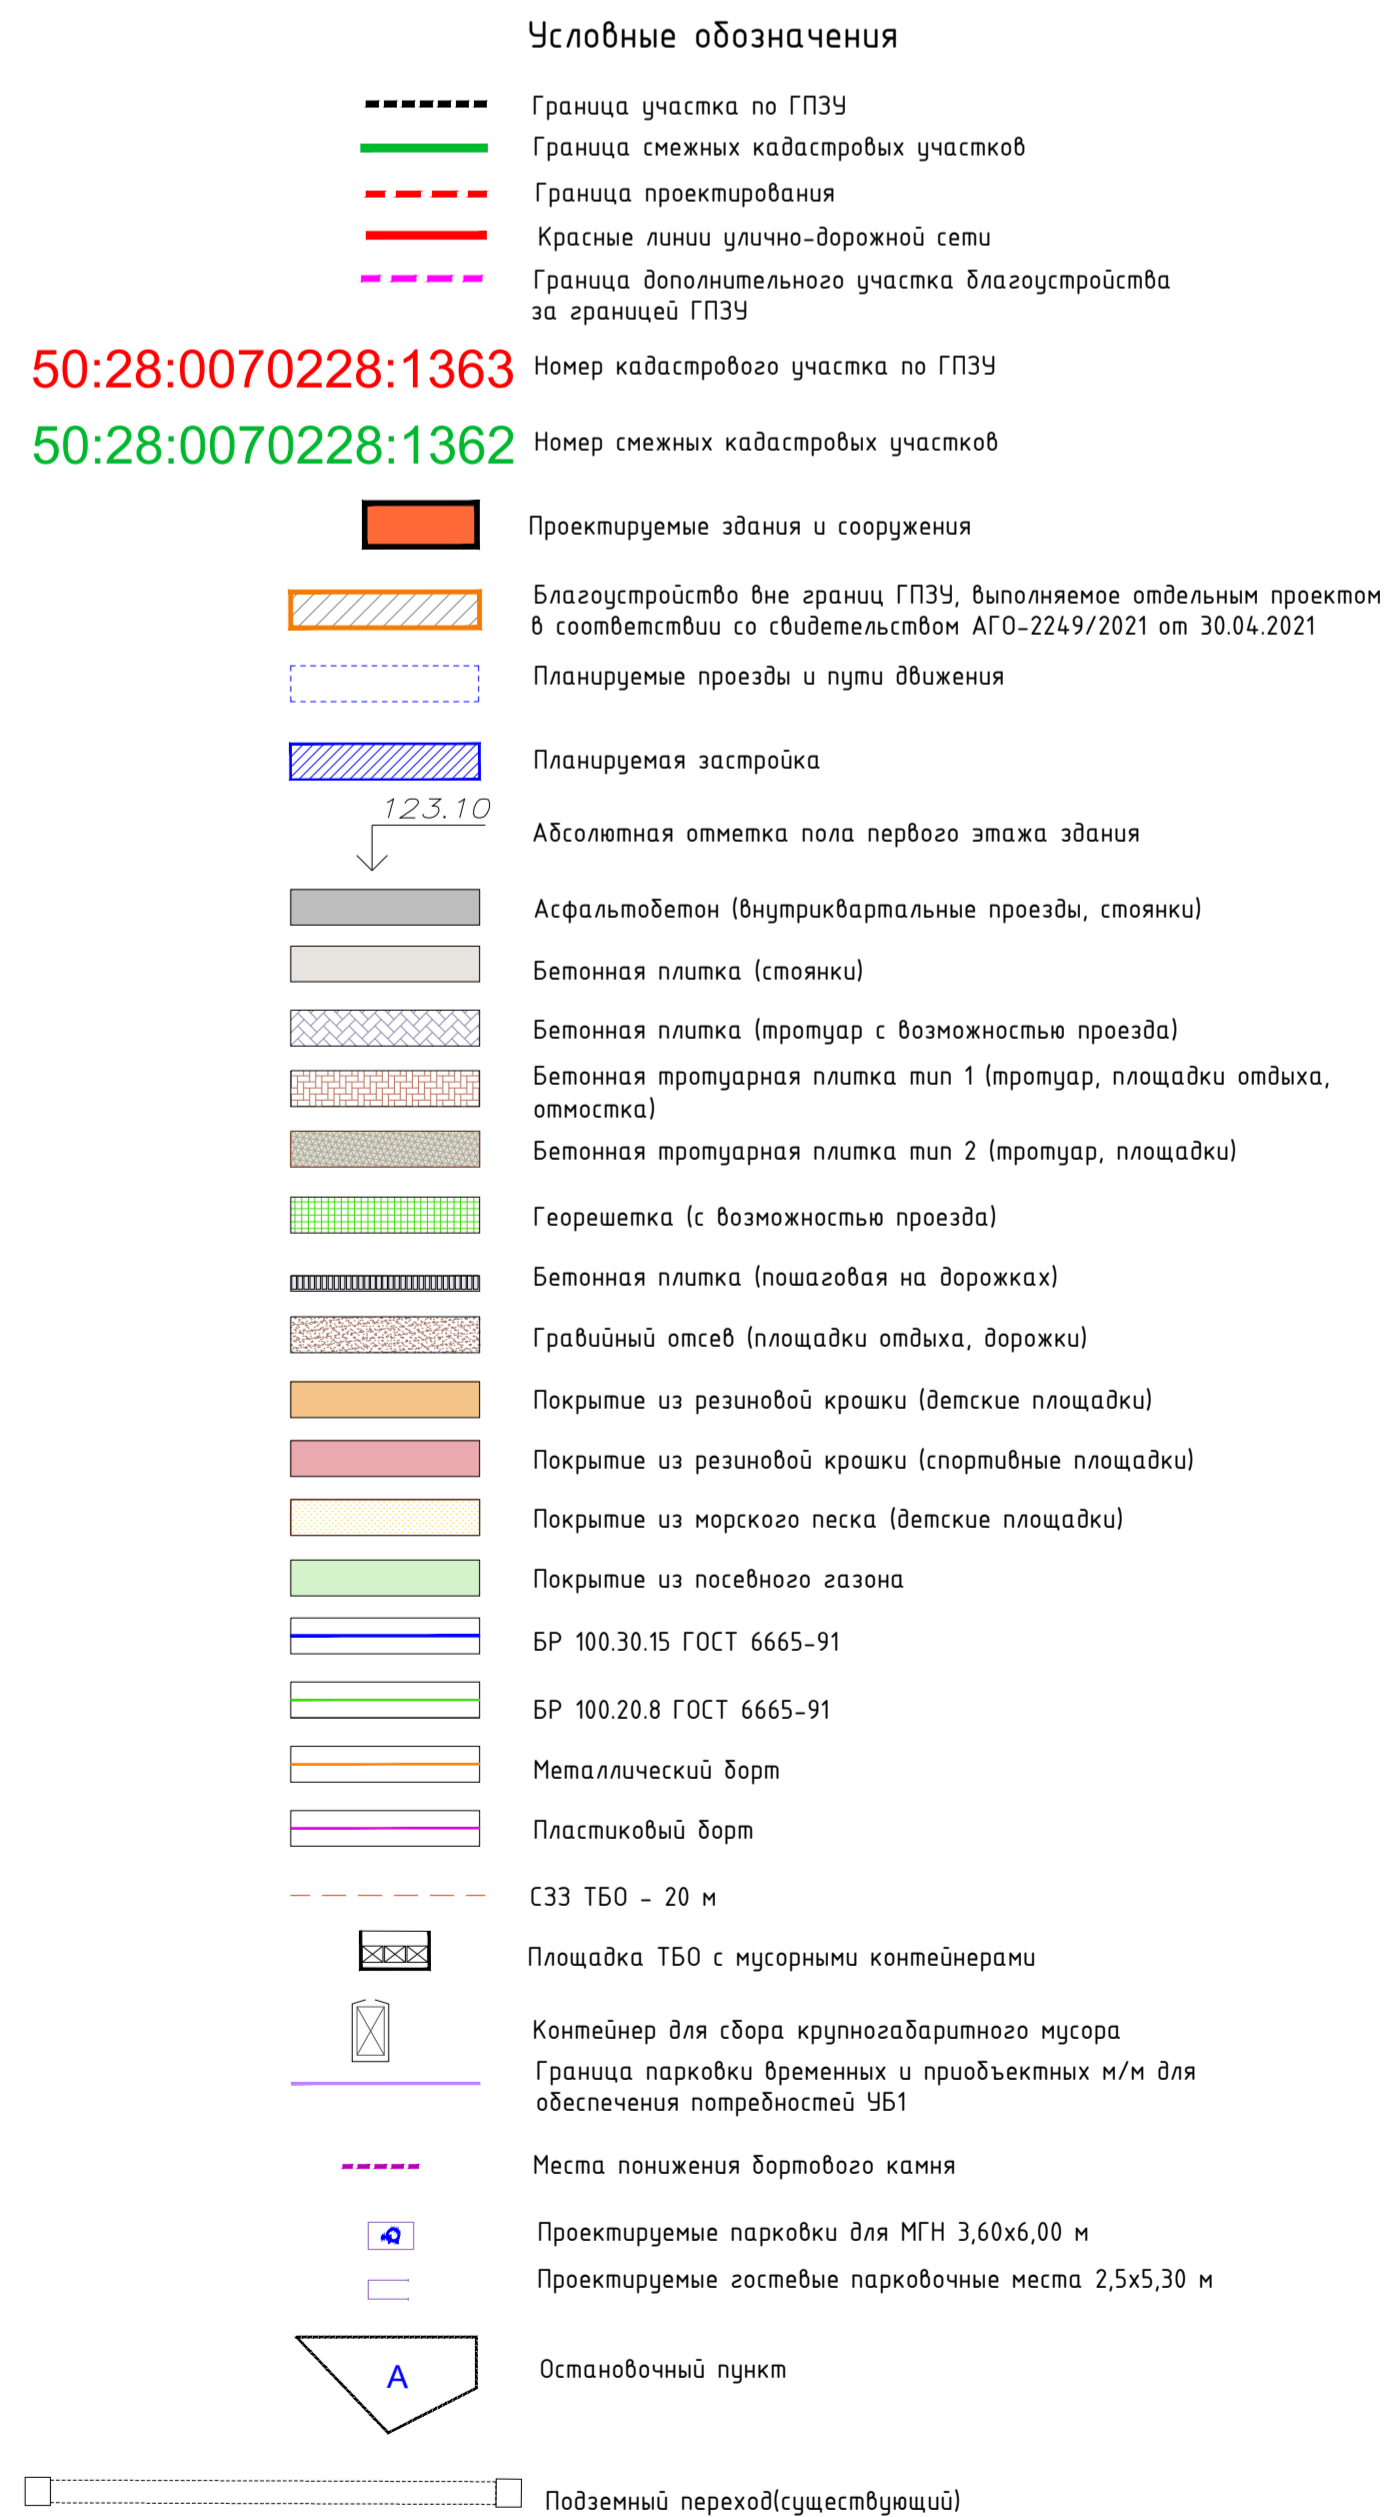 Условные обозначения
Граница участка по ГПЗУ
Граница смежных кадастровых участков
Граница проектирования
Красные линии улично-дорожной сети
Граница дополнительного участка благоустройства
за границей ГПЗУ
50:28:0070228:1363 Номер кадастрового участка по ГПЗУ
50:28:0070228:1362 Номер смежных кадастровых участков
Проектируемые здания и сооружения
Благоустройство вне границ ГПЗУ, выполняемое отдельным проектом
в соответствии со свидетельством АГО-2249/2021 от 30.04.2021
Планируемые проезды и пути движения
Планируемая застройка
123.10
Абсолютная отметка пола первого этажа здания
Асфальтобетон (внутриквартальные проезды, стоянки)
Бетонная плитка (стоянки)
Бетонная плитка (тротуар с возможностью проезда)
Бетонная тротуарная плитка тип 1 (тротуар, площадки отдыха,
отмостка)
Бетонная тротуарная плитка тип 2 (тротуар, площадки)
Георешетка (с возможностью проезда)
Бетонная плитка (пошаговая на дорожках)
Гравийный отсев (площадки отдыха, дорожки)
Покрытие из резиновой крошки (детские площадки)
Покрытие из резиновой крошки (спортивные площадки)
Покрытие из морского песка (детские площадки)
Покрытие из посевного газона
БР 100.30.15 ГОСТ 6665-91
БР 100.20.8 ГОСТ 6665-91
Металлический борт
Пластиковый борт
СЗЗ ТБО - 20 м
Площадка ТБО с мусорными контейнерами
Контейнер для сбора крупногабаритного мусора
Граница парковки временных и приобъектных м/м для
обеспечения потребностей УБ1
Места понижения бортового камня
Проектируемые парковки для МГН 3,60х6,00 м
Проектируемые гостевые парковочные места 2,5х5,30 м
А
Остановочный пункт
Подземный переход(существующий)